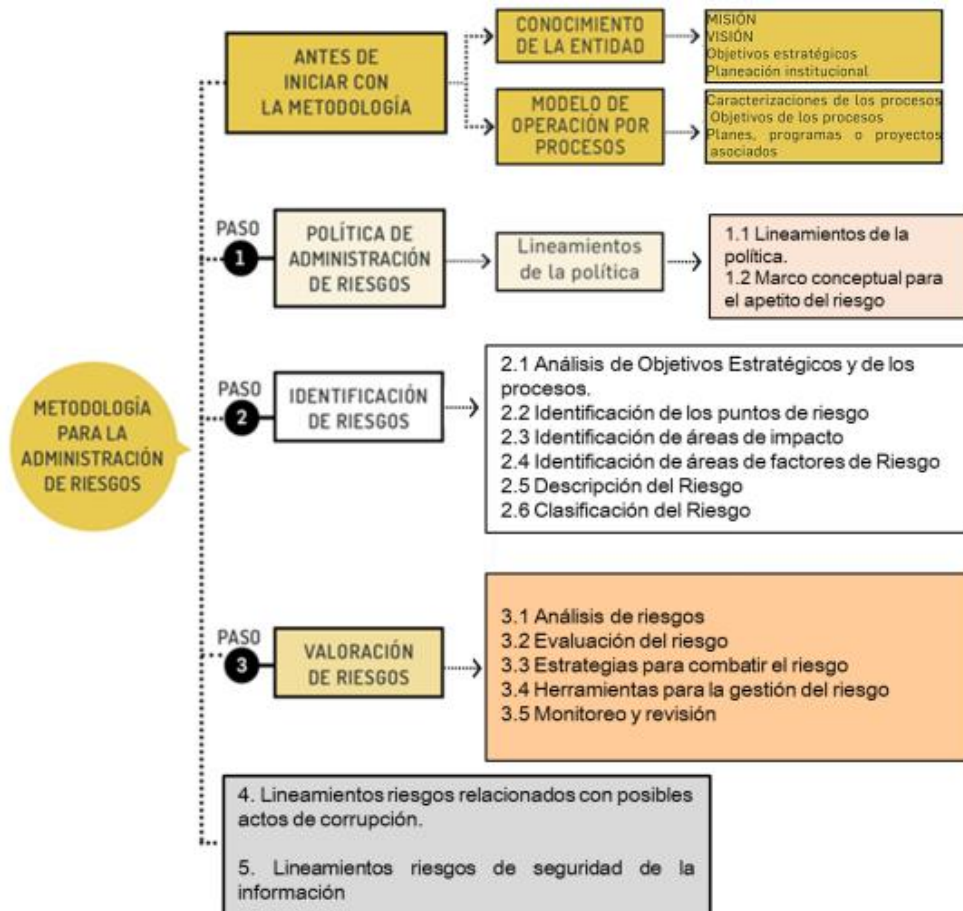 METODOLOGÍA
PARA LA
ADMINISTRACIÓN
DE RIESGOS
ANTES DE
INICIAR CON
LA METODOLOGÍA
CONOCIMIENTO
DE LA ENTIDAD
MISIÓN
VISIÓN
Objetivos estratégicos
Planeación institucional
MODELO DE
OPERACIÓN POR
PROCESOS
Caracterizaciones de los procesos
Objetivos de los procesos
Planes, programas o proyectos
asociados
PASO
1
POLÍTICA DE
ADMINISTRACIÓN
DE RIESGOS
Lineamientos
de la política
1.1 Lineamientos de la
política.
1.2 Marco conceptual para
el apetito del riesgo
PASO
2
IDENTIFICACIÓN
DE RIESGOS
2.1 Análisis de Objetivos Estratégicos y de los
procesos.
2.2 Identificación de los puntos de riesgo
2.3 Identificación de áreas de impacto
2.4 Identificación de áreas de factores de Riesgo
2.5 Descripción del Riesgo
2.6 Clasificación del Riesgo
PASO
3
VALORACIÓN
DE RIESGOS
3.1 Análisis de riesgos
3.2 Evaluación del riesgo
3.3 Estrategias para combatir el riesgo
3.4 Herramientas para la gestión del riesgo
3.5 Monitoreo y revisión
4. Lineamientos riesgos relacionados con posibles
actos de corrupción.
5. Lineamientos riesgos de seguridad de la
información